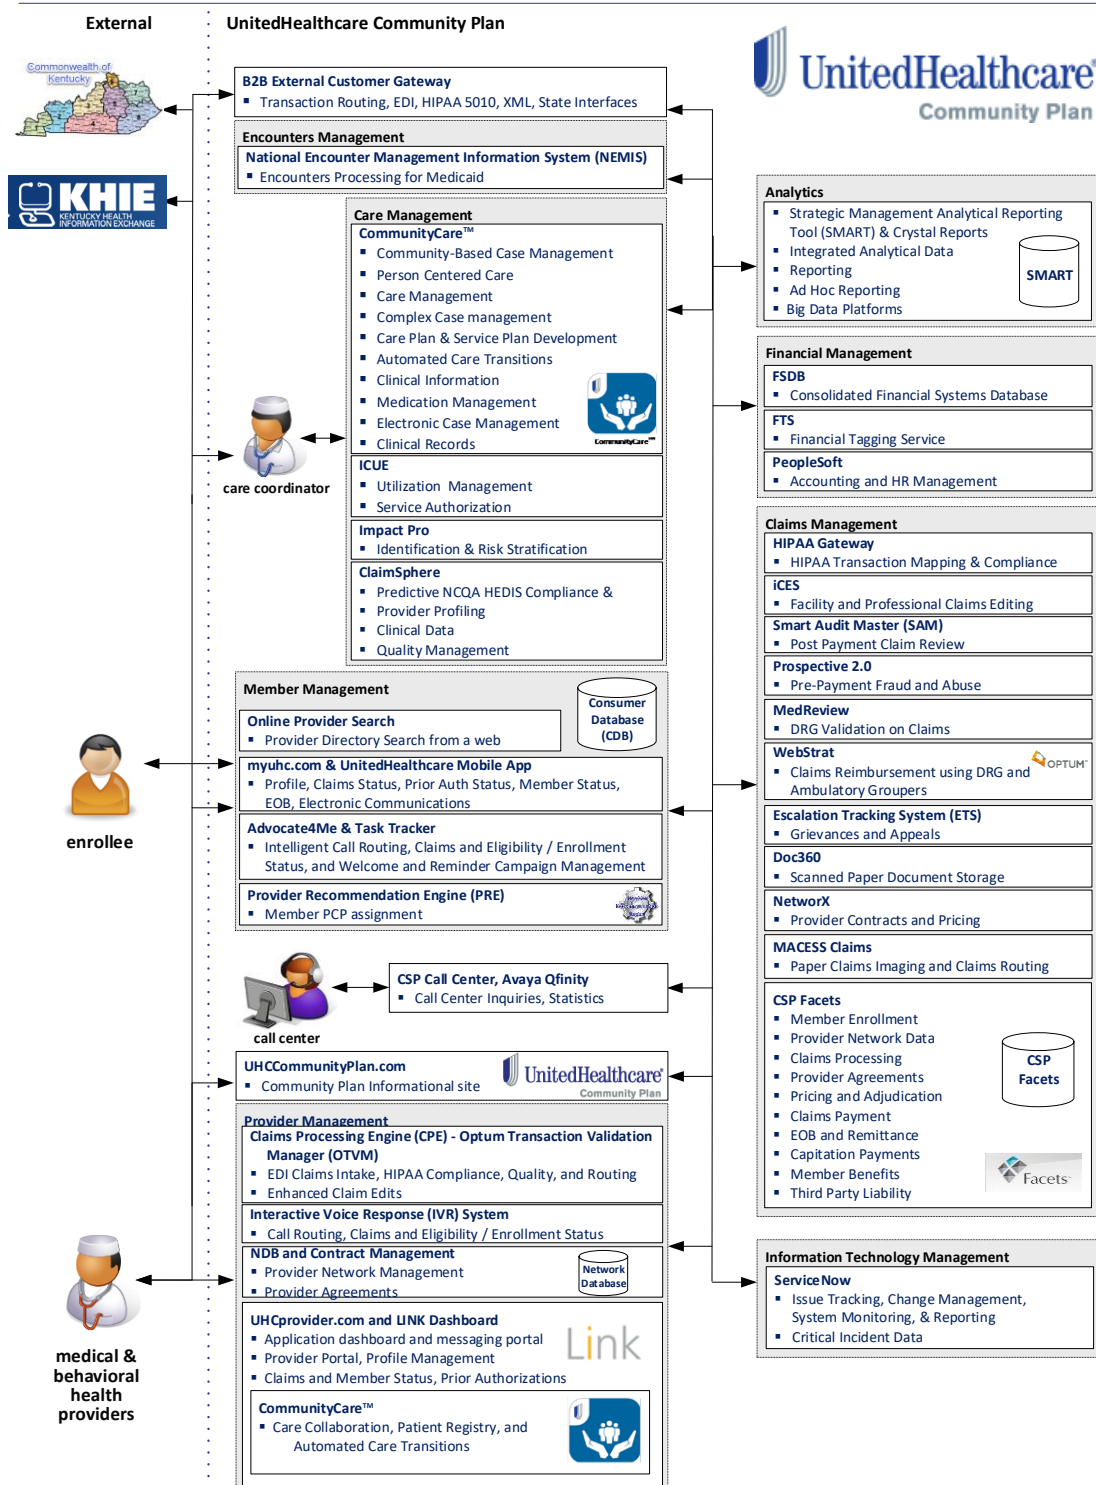 External
UnitedHealthcare Community Plan
Commonwealth of
Kentucky
UnitedHealthcare®
Community Plan
KHIE
KENTUCKY HEALTH
INFORMATION EXCHANGE
B2B External Customer Gateway
▪ Transaction Routing, EDI, HIPAA 5010, XML, State Interfaces
Encounters Management
National Encounter Management Information System (NEMIS)
▪ Encounters Processing for Medicaid
Care Management
CommunityCare™
▪ Community-Based Case Management
▪ Person Centered Care
▪ Care Management
▪ Complex Case management
▪ Care Plan & Service Plan Development
▪ Automated Care Transitions
▪ Clinical Information
▪ Medication Management
▪ Electronic Case Management
▪ Clinical Records
CommunityCare™
care coordinator
ICUE
▪ Utilization Management
▪ Service Authorization
Impact Pro
▪ Identification & Risk Stratification
ClaimSphere
▪ Predictive NCQA HEDIS Compliance &
▪ Provider Profiling
▪ Clinical Data
▪ Quality Management
Member Management
Consumer
Database
(CDB)
Online Provider Search
▪ Provider Directory Search from a web
myuhc.com & UnitedHealthcare Mobile App
▪ Profile, Claims Status, Prior Auth Status, Member Status,
EOB, Electronic Communications
enrollee
Advocate4Me & Task Tracker
▪ Intelligent Call Routing, Claims and Eligibility / Enrollment
Status, and Welcome and Reminder Campaign Management
Provider Recommendation Engine (PRE)
▪ Member PCP assignment
CSP Call Center, Avaya Qfinity
▪ Call Center Inquiries, Statistics
call center
UHCCommunityPlan.com
▪ Community Plan Informational site
UnitedHealthcare®
Community Plan
Provider Management
Claims Processing Engine (CPE) - Optum Transaction Validation
Manager (OTVM)
▪ EDI Claims Intake, HIPAA Compliance, Quality, and Routing
▪ Enhanced Claim Edits
Interactive Voice Response (IVR) System
▪ Call Routing, Claims and Eligibility / Enrollment Status
NDB and Contract Management
▪ Provider Network Management
▪ Provider Agreements
Network
Database
UHCprovider.com and LINK Dashboard
▪ Application dashboard and messaging portal
▪ Provider Portal, Profile Management
▪ Claims and Member Status, Prior Authorizations
Link
CommunityCare™
▪ Care Collaboration, Patient Registry, and
Automated Care Transitions
medical &
behavioral
health
providers
Analytics
▪ Strategic Management Analytical Reporting
Tool (SMART) & Crystal Reports
▪ Integrated Analytical Data
▪ Reporting
▪ Ad Hoc Reporting
▪ Big Data Platforms
SMART
Financial Management
FSDB
▪ Consolidated Financial Systems Database
FTS
▪ Financial Tagging Service
PeopleSoft
▪ Accounting and HR Management
Claims Management
HIPAA Gateway
▪ HIPAA Transaction Mapping & Compliance
iCES
▪ Facility and Professional Claims Editing
Smart Audit Master (SAM)
▪ Post Payment Claim Review
Prospective 2.0
▪ Pre-Payment Fraud and Abuse
MedReview
▪ DRG Validation on Claims
WebStrat
▪ Claims Reimbursement using DRG and
Ambulatory Groupers
OPTUM™
Escalation Tracking System (ETS)
▪ Grievances and Appeals
Doc360
▪ Scanned Paper Document Storage
NetworX
▪ Provider Contracts and Pricing
MACESS Claims
▪ Paper Claims Imaging and Claims Routing
CSP Facets
▪ Member Enrollment
▪ Provider Network Data
▪ Claims Processing
▪ Provider Agreements
▪ Pricing and Adjudication
▪ Claims Payment
▪ EOB and Remittance
▪ Capitation Payments
▪ Member Benefits
▪ Third Party Liability
CSP
Facets
Facets
Information Technology Management
ServiceNow
▪ Issue Tracking, Change Management,
System Monitoring, & Reporting
▪ Critical Incident Data